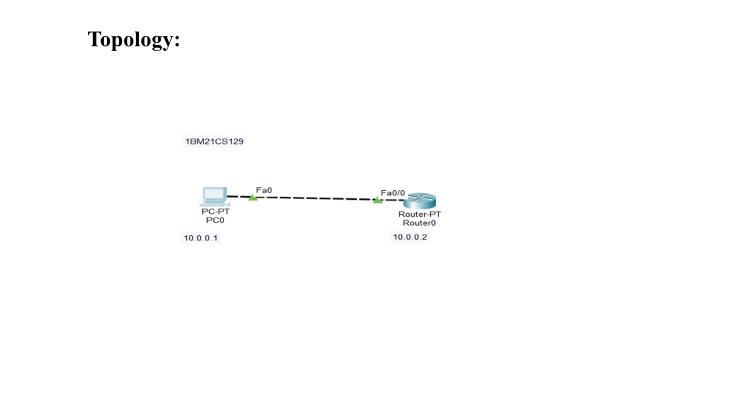 Topology:
1BM21CS129
Fa0
Fa0/0
PC-PT
PC0
Router-PT
Router0
10.0.0.1
10.0.0.2